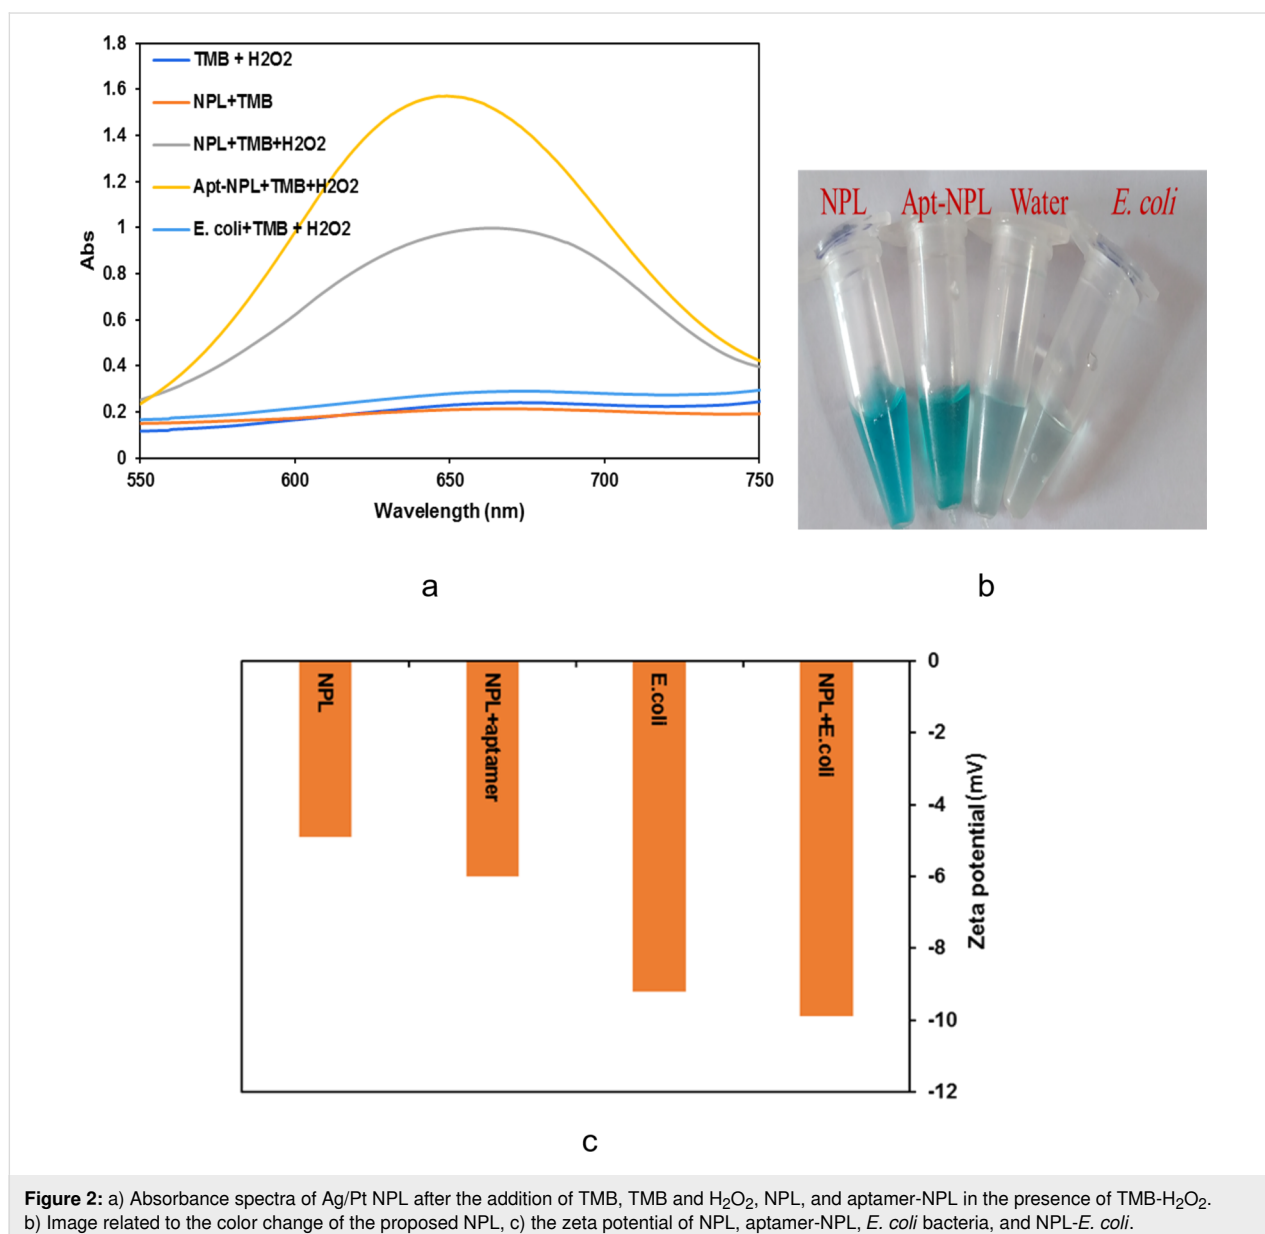 1.8
1.6
1.4
1.2
1
0.8
0.6
0.4
0.2
0
Abs
TMB + H2O2
NPL+TMB
NPL+TMB+H2O2
Apt-NPL+TMB+H2O2
E. coli+TMB + H2O2
550 600 650 700 750
Wavelength (nm)
a
NPL Apt-NPL Water E. coli
b
NPL
NPL+aptamer
E.coli
NPL+E.coli
0
-2
-4
-6
-8
-10
-12
Zeta potential(mV)
c
Figure 2: a) Absorbance spectra of Ag/Pt NPL after the addition of TMB, TMB and H₂O₂, NPL, and aptamer-NPL in the presence of TMB-H₂O₂.
b) Image related to the color change of the proposed NPL, c) the zeta potential of NPL, aptamer-NPL, E. coli bacteria, and NPL-E. coli.